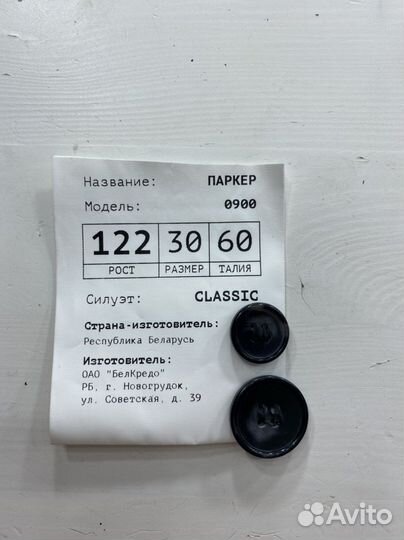 Название: ПАРКЕР
Модель: 0900
122 30 60
РОСТ РАЗМЕР ТАЛИЯ
Силуэт: CLASSIC
Страна-изготовитель:
Республика Беларусь
Изготовитель:
ОАО "БелКредо"
РБ, г. Новогрудок,
ул. Советская, д. 39
Avito